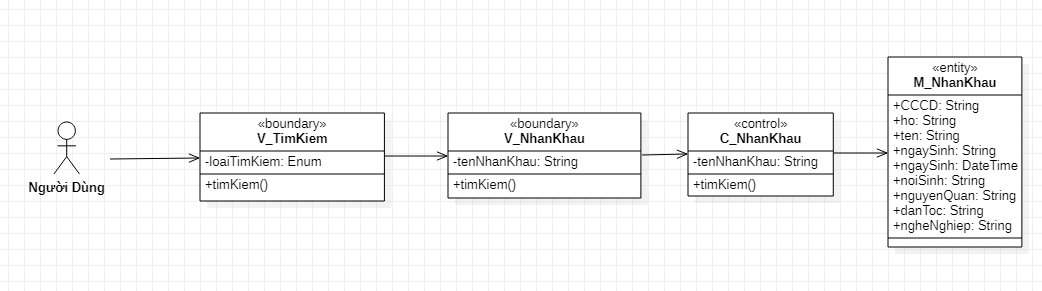 Người Dùng
«boundary»
V_TimKiem
-loaiTimKiem: Enum
+timKiem()
«boundary»
V_NhanKhau
-tenNhanKhau: String
+timKiem()
«control»
C_NhanKhau
-tenNhanKhau: String
+timKiem()
«entity»
M_NhanKhau
+CCCD: String
+ho: String
+ten: String
+ngaySinh: String
+ngaySinh: DateTime
+noiSinh: String
+nguyenQuan: String
+danToc: String
+ngheNghiep: String